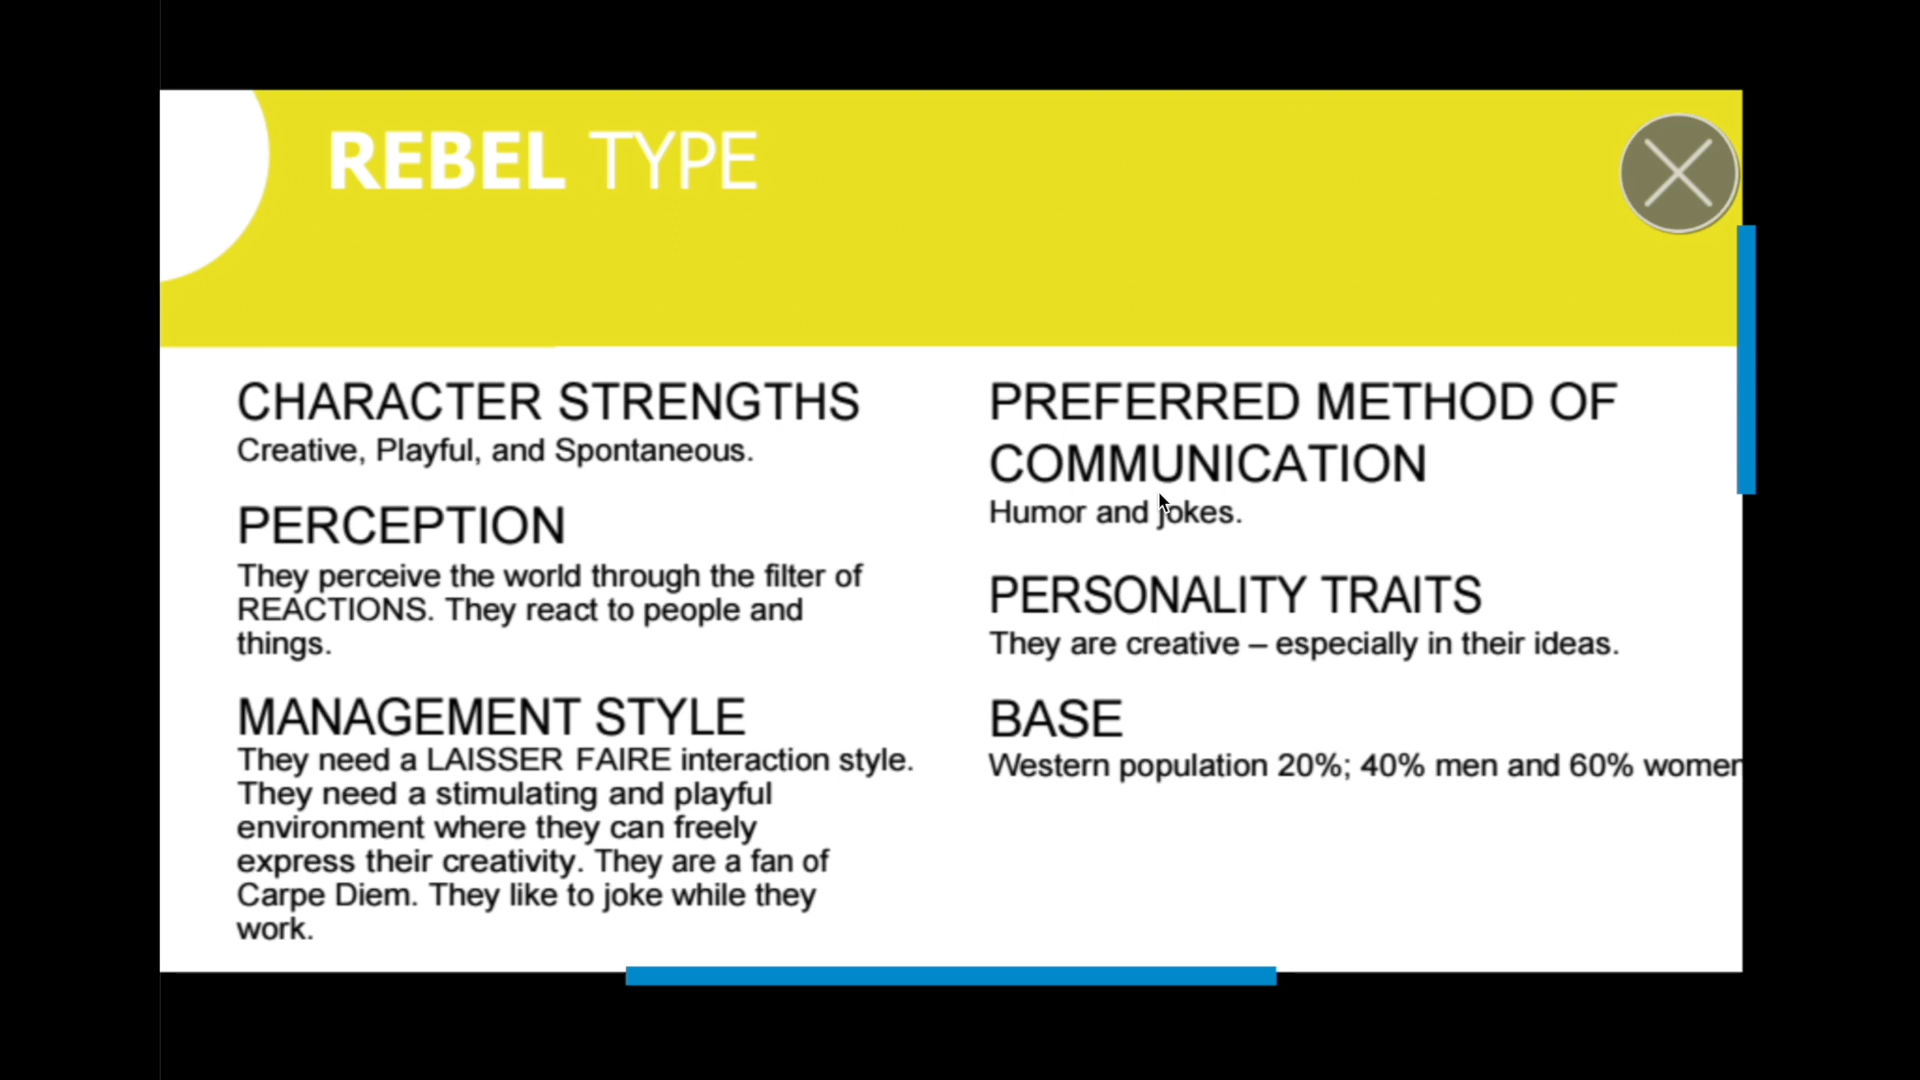 REBEL TYPE
CHARACTER STRENGTHS
Creative, Playful, and Spontaneous.
PERCEPTION
They perceive the world through the filter of
REACTIONS. They react to people and
things.
MANAGEMENT STYLE
They need a LAISSER FAIRE interaction style.
They need a stimulating and playful
environment where they can freely
express their creativity. They are a fan of
Carpe Diem. They like to joke while they
work.
PREFERRED METHOD OF
COMMUNICATION
Humor and jokes.
PERSONALITY TRAITS
They are creative – especially in their ideas.
BASE
Western population 20%; 40% men and 60% women